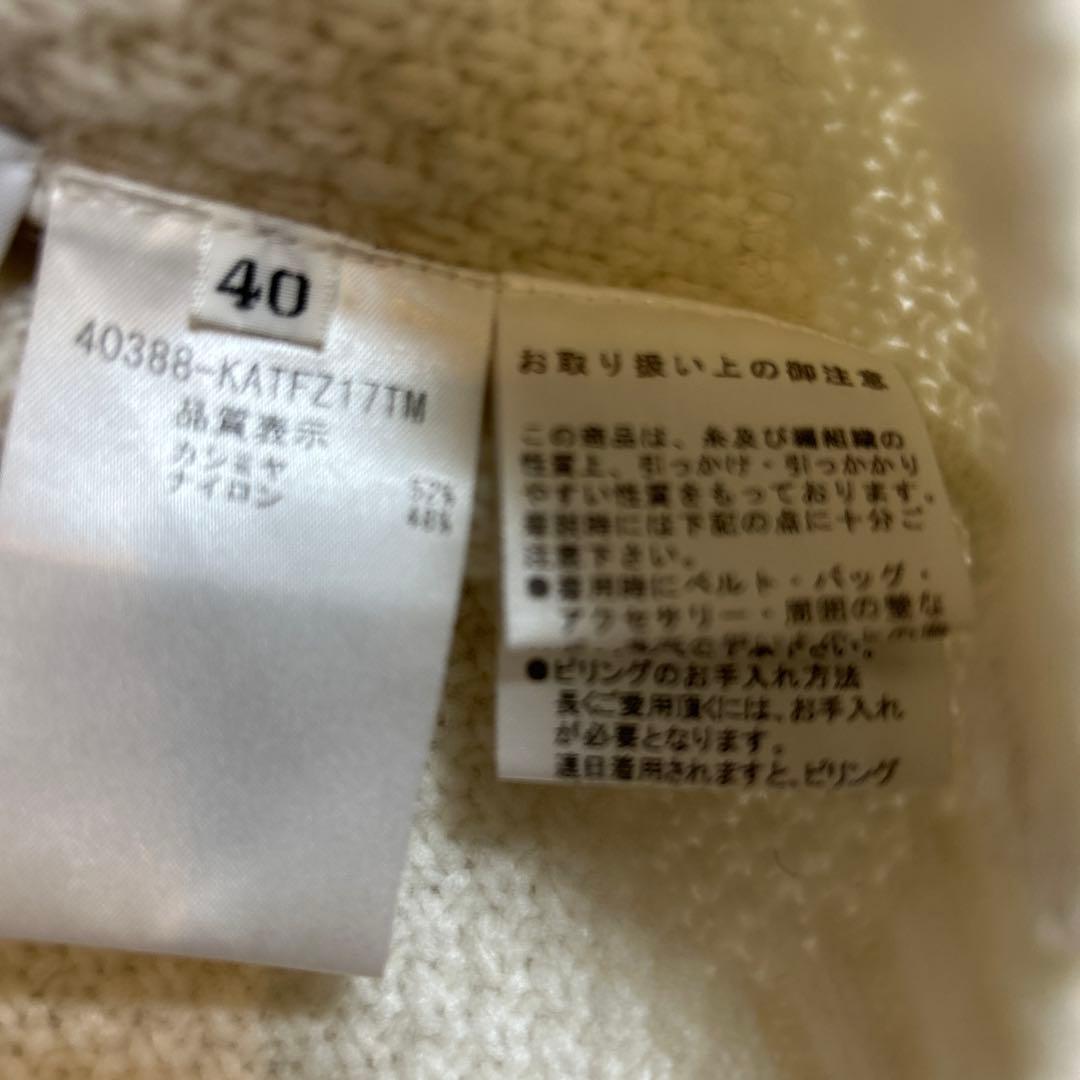 40
40388-KATFZ17TM
品質表示
カシミヤ 52%
ナイロン 48%
お取り扱い上の御注意
この商品は、糸及び編組織の
性質上、引っかけ・引っかかり
やすい性質をもっております。
着脱時には下記の点に十分ご
注意下さい。
●着用時にベルト・バッグ・
アクセサリー・周囲の壁な
●ピリングのお手入れ方法
長くご愛用頂くには、お手入れ
が必要となります。
連日着用されますと、ピリング